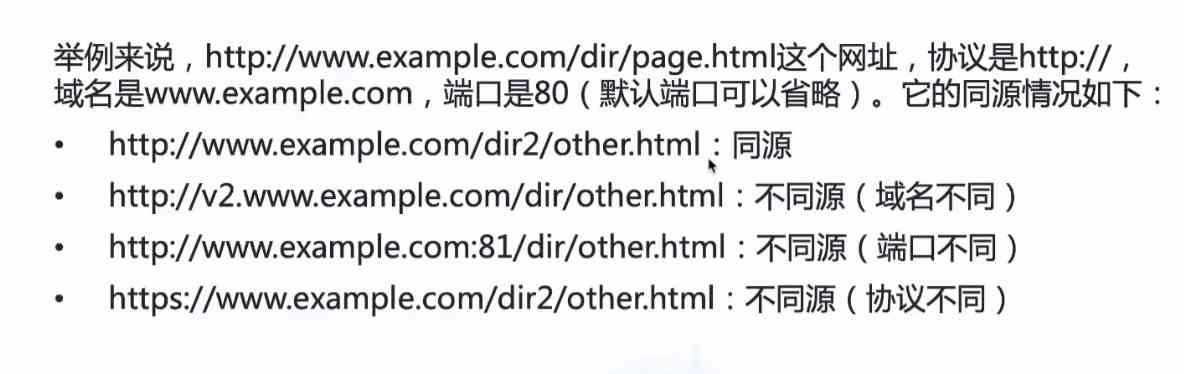 举例来说，http://www.example.com/dir/page.html这个网址，协议是http://，
域名是www.example.com，端口是80（默认端口可以省略）。它的同源情况如下：
• http://www.example.com/dir2/other.html：同源
• http://v2.www.example.com/dir/other.html：不同源（域名不同）
• http://www.example.com:81/dir/other.html：不同源（端口不同）
• https://www.example.com/dir2/other.html：不同源（协议不同）